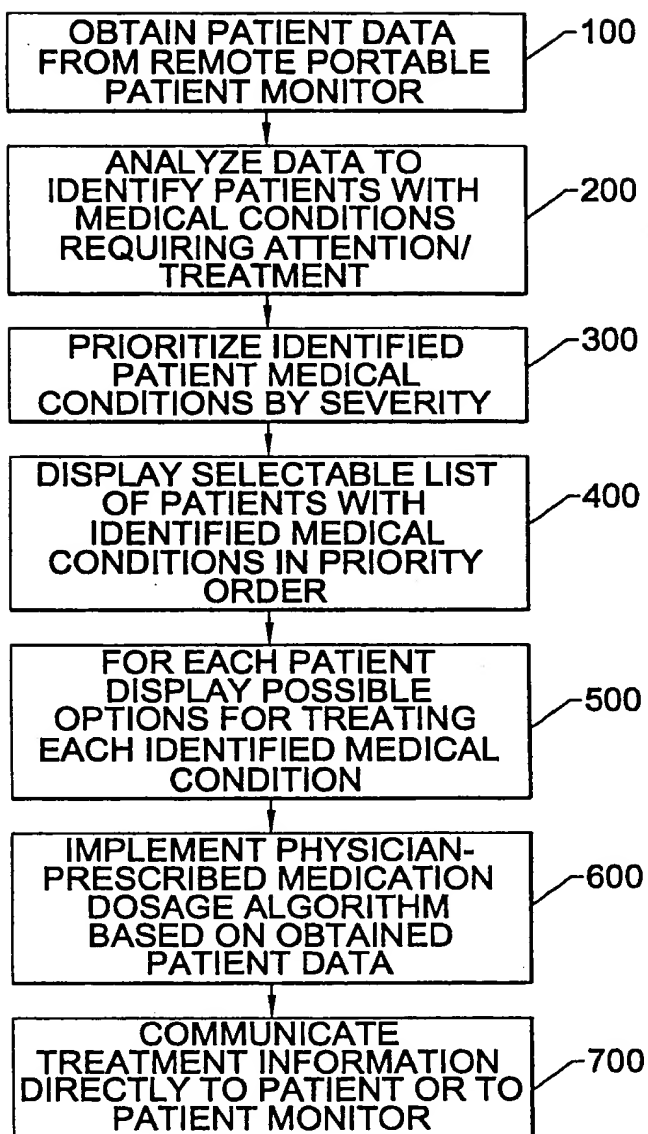 OBTAIN PATIENT DATA
FROM REMOTE PORTABLE
PATIENT MONITOR
100
ANALYZE DATA TO
IDENTIFY PATIENTS WITH
MEDICAL CONDITIONS
REQUIRING ATTENTION/
TREATMENT
200
PRIORITIZE IDENTIFIED
PATIENT MEDICAL
CONDITIONS BY SEVERITY
300
DISPLAY SELECTABLE LIST
OF PATIENTS WITH
IDENTIFIED MEDICAL
CONDITIONS IN PRIORITY
ORDER
400
FOR EACH PATIENT
DISPLAY POSSIBLE
OPTIONS FOR TREATING
EACH IDENTIFIED MEDICAL
CONDITION
500
IMPLEMENT PHYSICIAN-
PRESCRIBED MEDICATION
DOSAGE ALGORITHM
BASED ON OBTAINED
PATIENT DATA
600
COMMUNICATE
TREATMENT INFORMATION
DIRECTLY TO PATIENT OR TO
PATIENT MONITOR
700